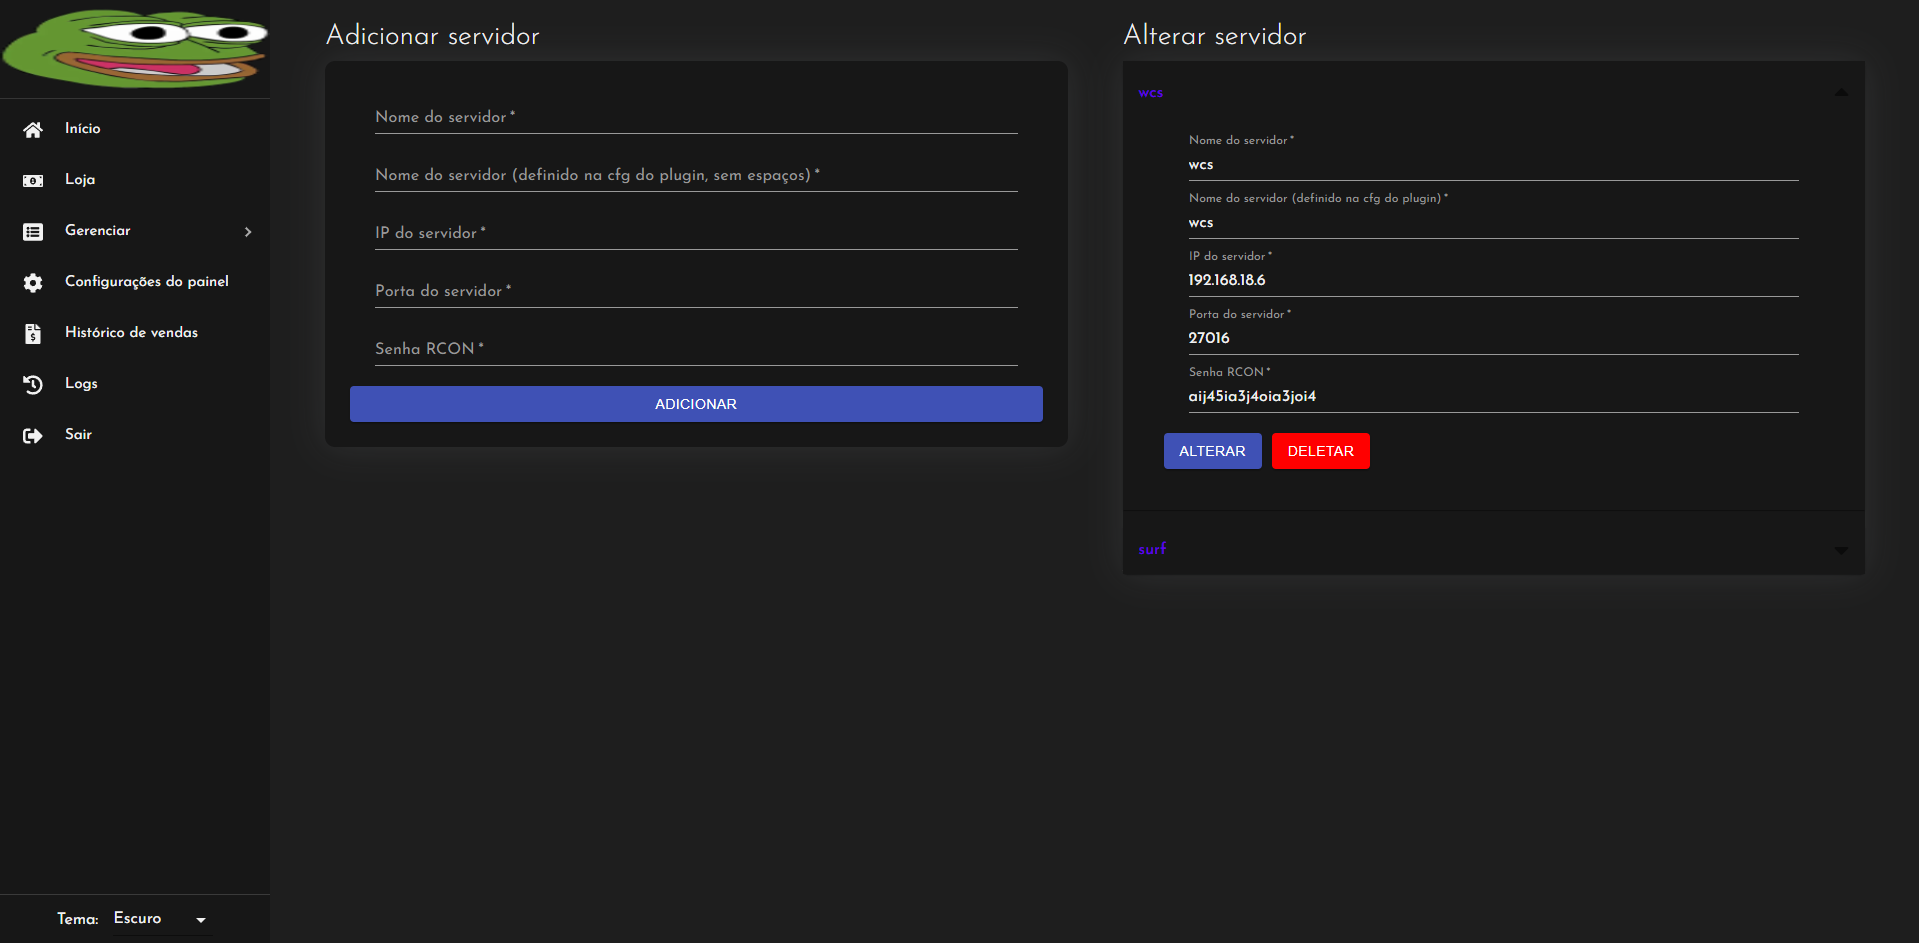 Início
Loja
Gerenciar
Configurações do painel
Histórico de vendas
Logs
Sair
Tema: Escuro
Adicionar servidor
Nome do servidor *
Nome do servidor (definido na cfg do plugin, sem espaços) *
IP do servidor *
Porta do servidor *
Senha RCON *
ADICIONAR
Alterar servidor
wcs
Nome do servidor *
wcs
Nome do servidor (definido na cfg do plugin) *
wcs
IP do servidor *
192.168.18.6
Porta do servidor *
27016
Senha RCON *
aij45ia3j4oia3joi4
ALTERAR DELETAR
surf